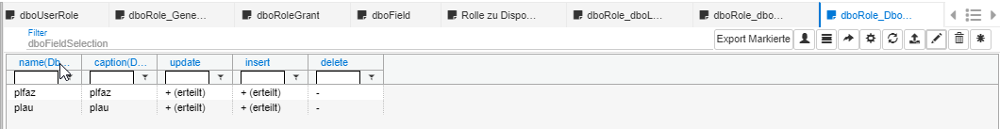 dboUserRole dboRole_Gene... dboRoleGrant dboField Rolle zu Dispo... dboRole_dboL... dboRole_dbo... dboRole_Dbo...
Filter
dboFieldSelection
Export Markierte
name(Db... caption(D... update insert delete
plfaz plfaz + (erteilt) + (erteilt) -
plau plau + (erteilt) + (erteilt) -